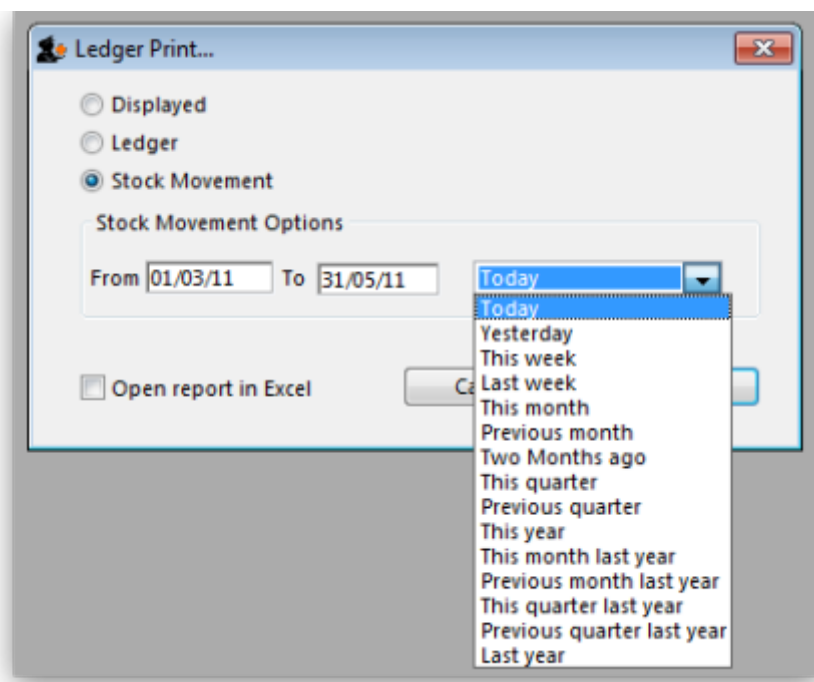 Ledger Print...
Displayed
Ledger
Stock Movement
Stock Movement Options
From 01/03/11 To 31/05/11 Today
Today
Yesterday
This week
Open report in Excel
Last week
This month
Previous month
Two Months ago
This quarter
Previous quarter
This year
This month last year
Previous month last year
This quarter last year
Previous quarter last year
Last year